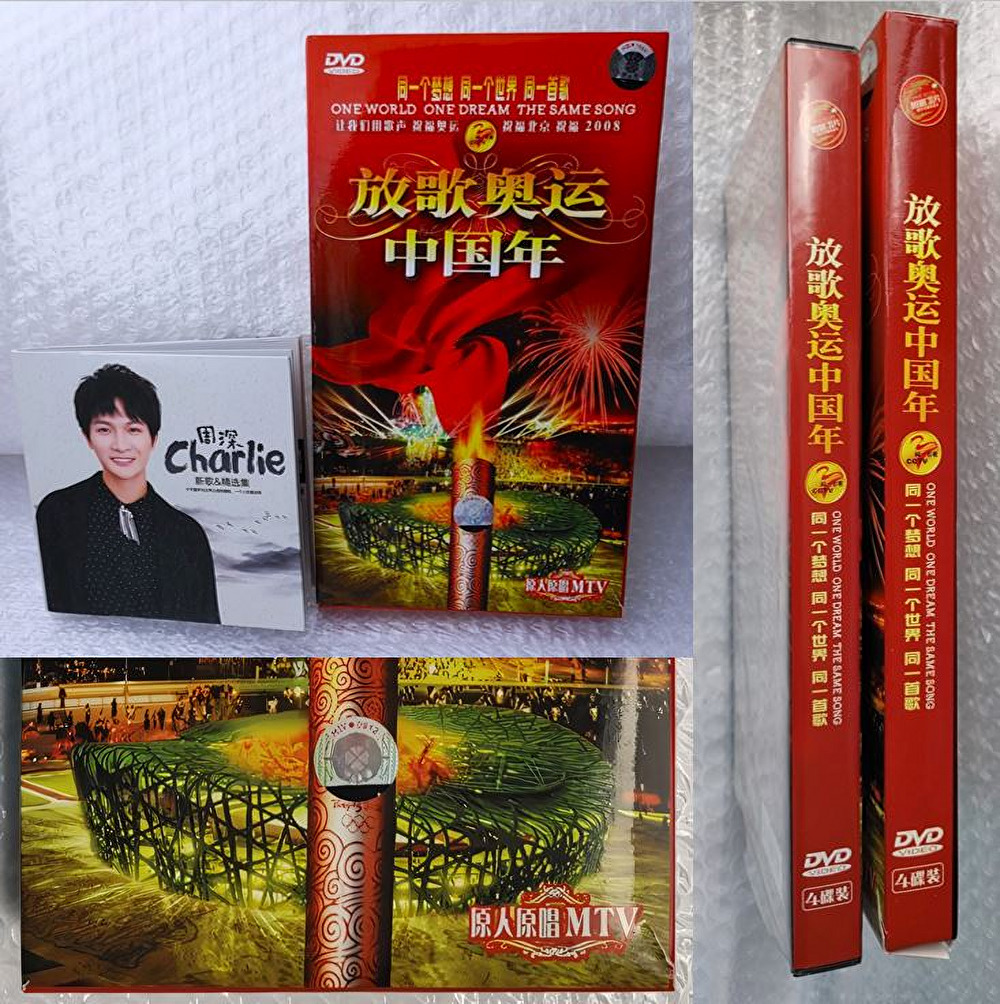 DVD
VIDEO
同一个梦想 同一个世界 同一首歌
ONE WORLD ONE DREAM THE SAME SONG
让我们用歌声 祝福奥运 祝福北京 祝福 2008
放歌奥运
中国年
原人原唱MTV
周深
Charlie
新歌&精选集
原人原唱MTV
放歌奥运中国年
CCTV
同一个梦想 同一个世界 同一首歌
ONE WORLD ONE DREAM THE SAME SONG
DVD
VIDEO
4碟装
放歌奥运中国年
CCTV
同一个梦想 同一个世界 同一首歌
ONE WORLD ONE DREAM THE SAME SONG
DVD
VIDEO
4碟装